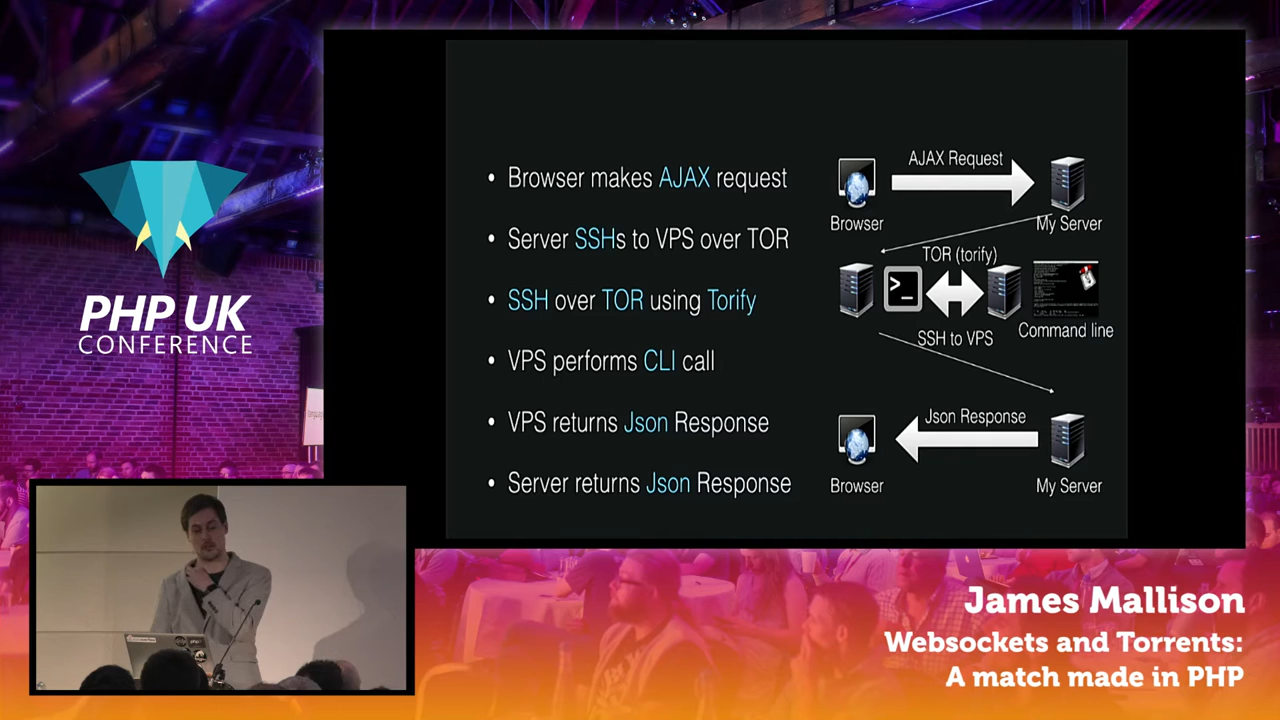 PHP UK
CONFERENCE
• Browser makes AJAX request
• Server SSHs to VPS over TOR
• SSH over TOR using Torify
• VPS performs CLI call
• VPS returns Json Response
• Server returns Json Response
AJAX Request
Browser
My Server
TOR (torify)
>_
SSH to VPS
Command line
Json Response
Browser
My Server
James Mallison
Websockets and Torrents:
A match made in PHP